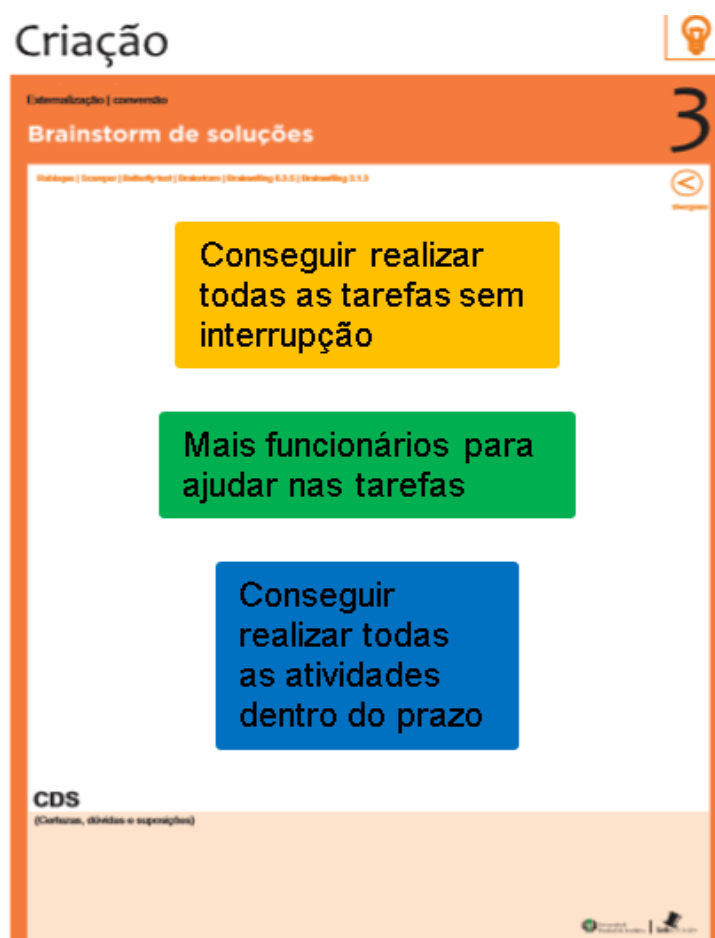 Criação
Externalização | conversão
3
Brainstorm de soluções
Conseguir realizar
todas as tarefas sem
interrupção
Mais funcionários para
ajudar nas tarefas
Conseguir
realizar todas
as atividades
dentro do prazo
CDS
(Certezas, dúvidas e suposições)